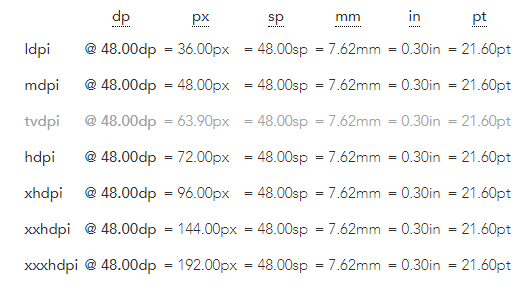 dp px sp mm in pt
ldpi @ 48.00dp = 36.00px = 48.00sp = 7.62mm = 0.30in = 21.60pt
mdpi @ 48.00dp = 48.00px = 48.00sp = 7.62mm = 0.30in = 21.60pt
tvdpi @ 48.00dp = 63.90px = 48.00sp = 7.62mm = 0.30in = 21.60pt
hdpi @ 48.00dp = 72.00px = 48.00sp = 7.62mm = 0.30in = 21.60pt
xhdpi @ 48.00dp = 96.00px = 48.00sp = 7.62mm = 0.30in = 21.60pt
xxhdpi @ 48.00dp = 144.00px = 48.00sp = 7.62mm = 0.30in = 21.60pt
xxxhdpi @ 48.00dp = 192.00px = 48.00sp = 7.62mm = 0.30in = 21.60pt